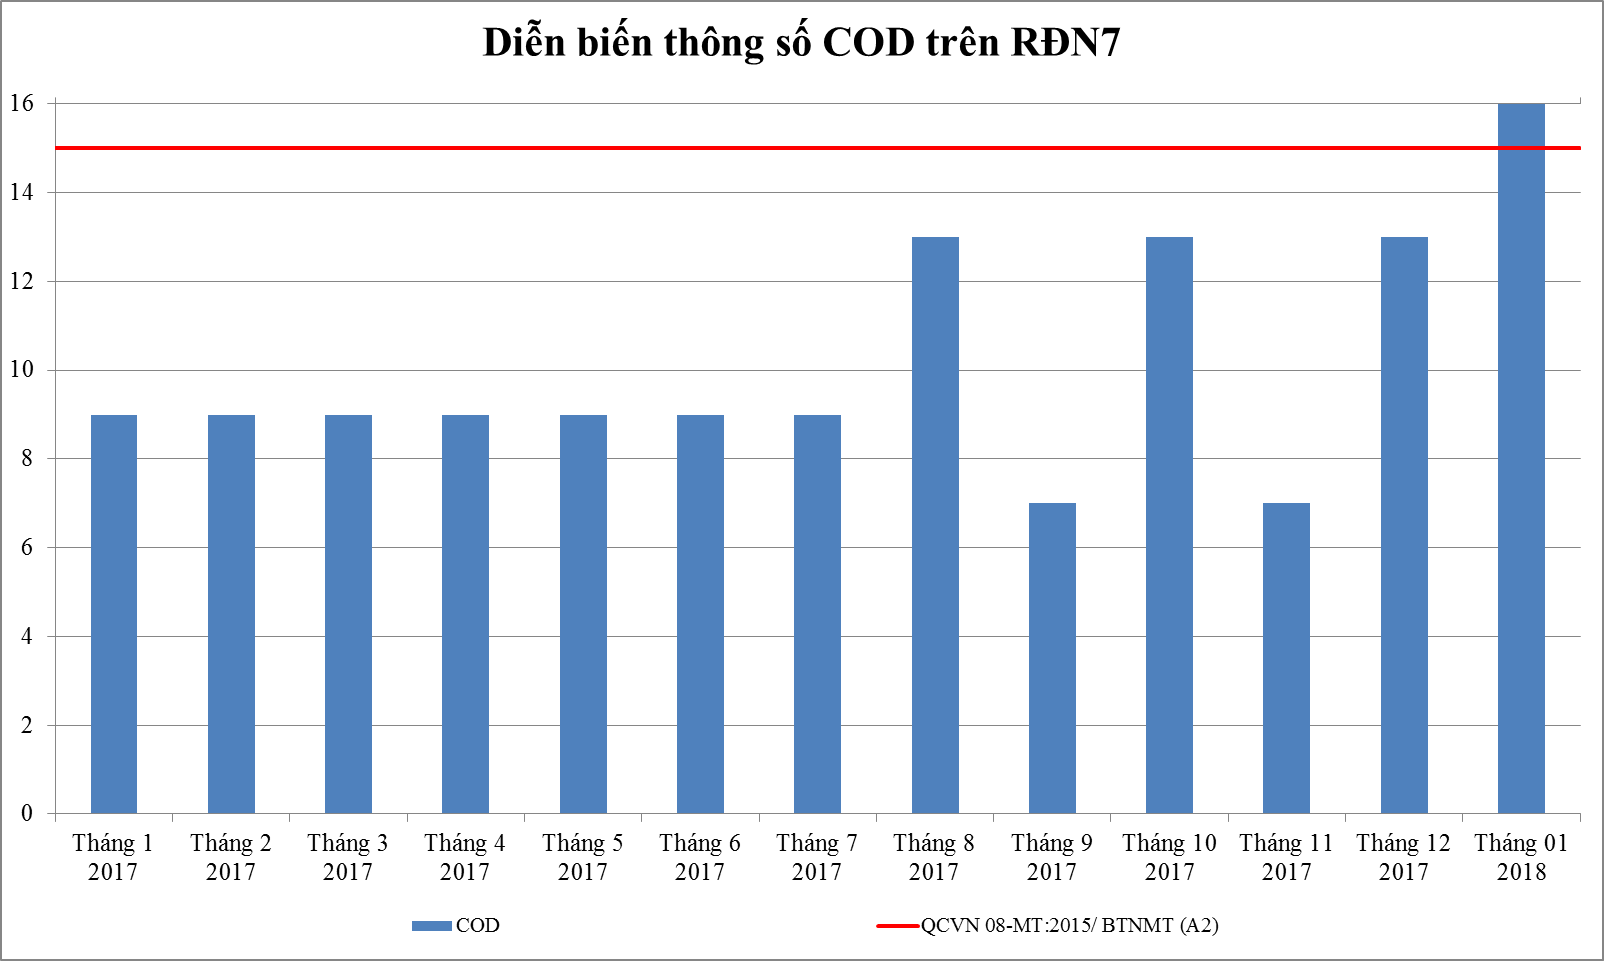 Diễn biến thông số COD trên RĐN7
16
14
12
10
8
6
4
2
0
Tháng 1 2017
Tháng 2 2017
Tháng 3 2017
Tháng 4 2017
Tháng 5 2017
Tháng 6 2017
Tháng 7 2017
Tháng 8 2017
Tháng 9 2017
Tháng 10 2017
Tháng 11 2017
Tháng 12 2017
Tháng 01 2018
COD
QCVN 08-MT:2015/ BTNMT (A2)